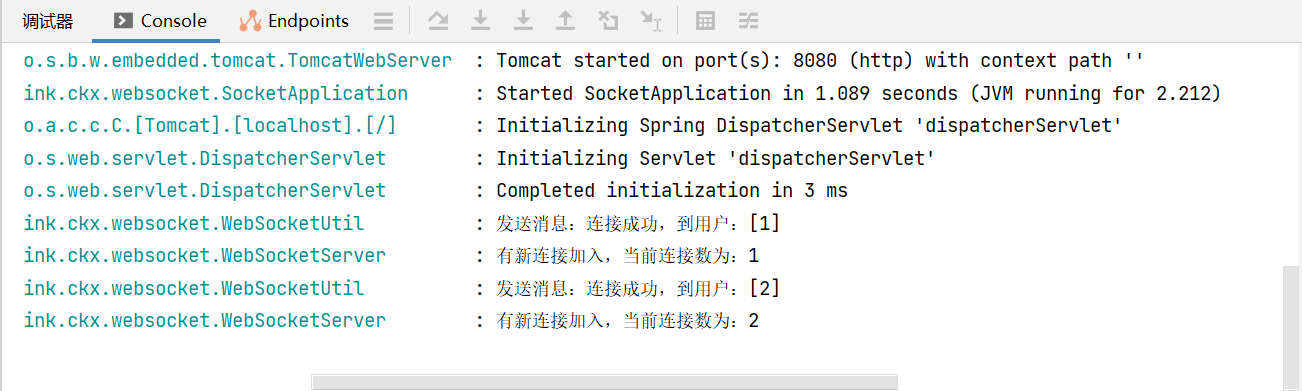 调试器 Console Endpoints
o.s.b.w.embedded.tomcat.TomcatWebServer : Tomcat started on port(s): 8080 (http) with context path ''
ink.ckx.websocket.SocketApplication : Started SocketApplication in 1.089 seconds (JVM running for 2.212)
o.a.c.c.C.[Tomcat].[localhost].[/] : Initializing Spring DispatcherServlet 'dispatcherServlet'
o.s.web.servlet.DispatcherServlet : Initializing Servlet 'dispatcherServlet'
o.s.web.servlet.DispatcherServlet : Completed initialization in 3 ms
ink.ckx.websocket.WebSocketUtil : 发送消息：连接成功，到用户：[1]
ink.ckx.websocket.WebSocketServer : 有新连接加入，当前连接数为：1
ink.ckx.websocket.WebSocketUtil : 发送消息：连接成功，到用户：[2]
ink.ckx.websocket.WebSocketServer : 有新连接加入，当前连接数为：2